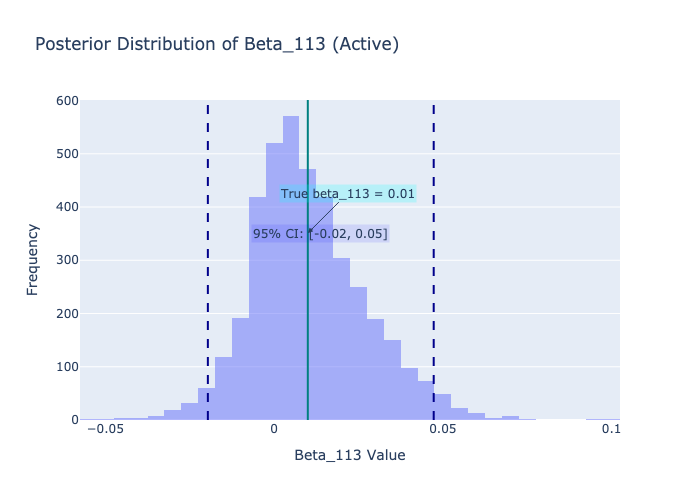 Posterior Distribution of Beta_113 (Active)
600
500
400
300
200
100
0
Frequency
True beta_113 = 0.01
95% CI: [-0.02, 0.05]
−0.05
0
0.05
0.1
Beta_113 Value